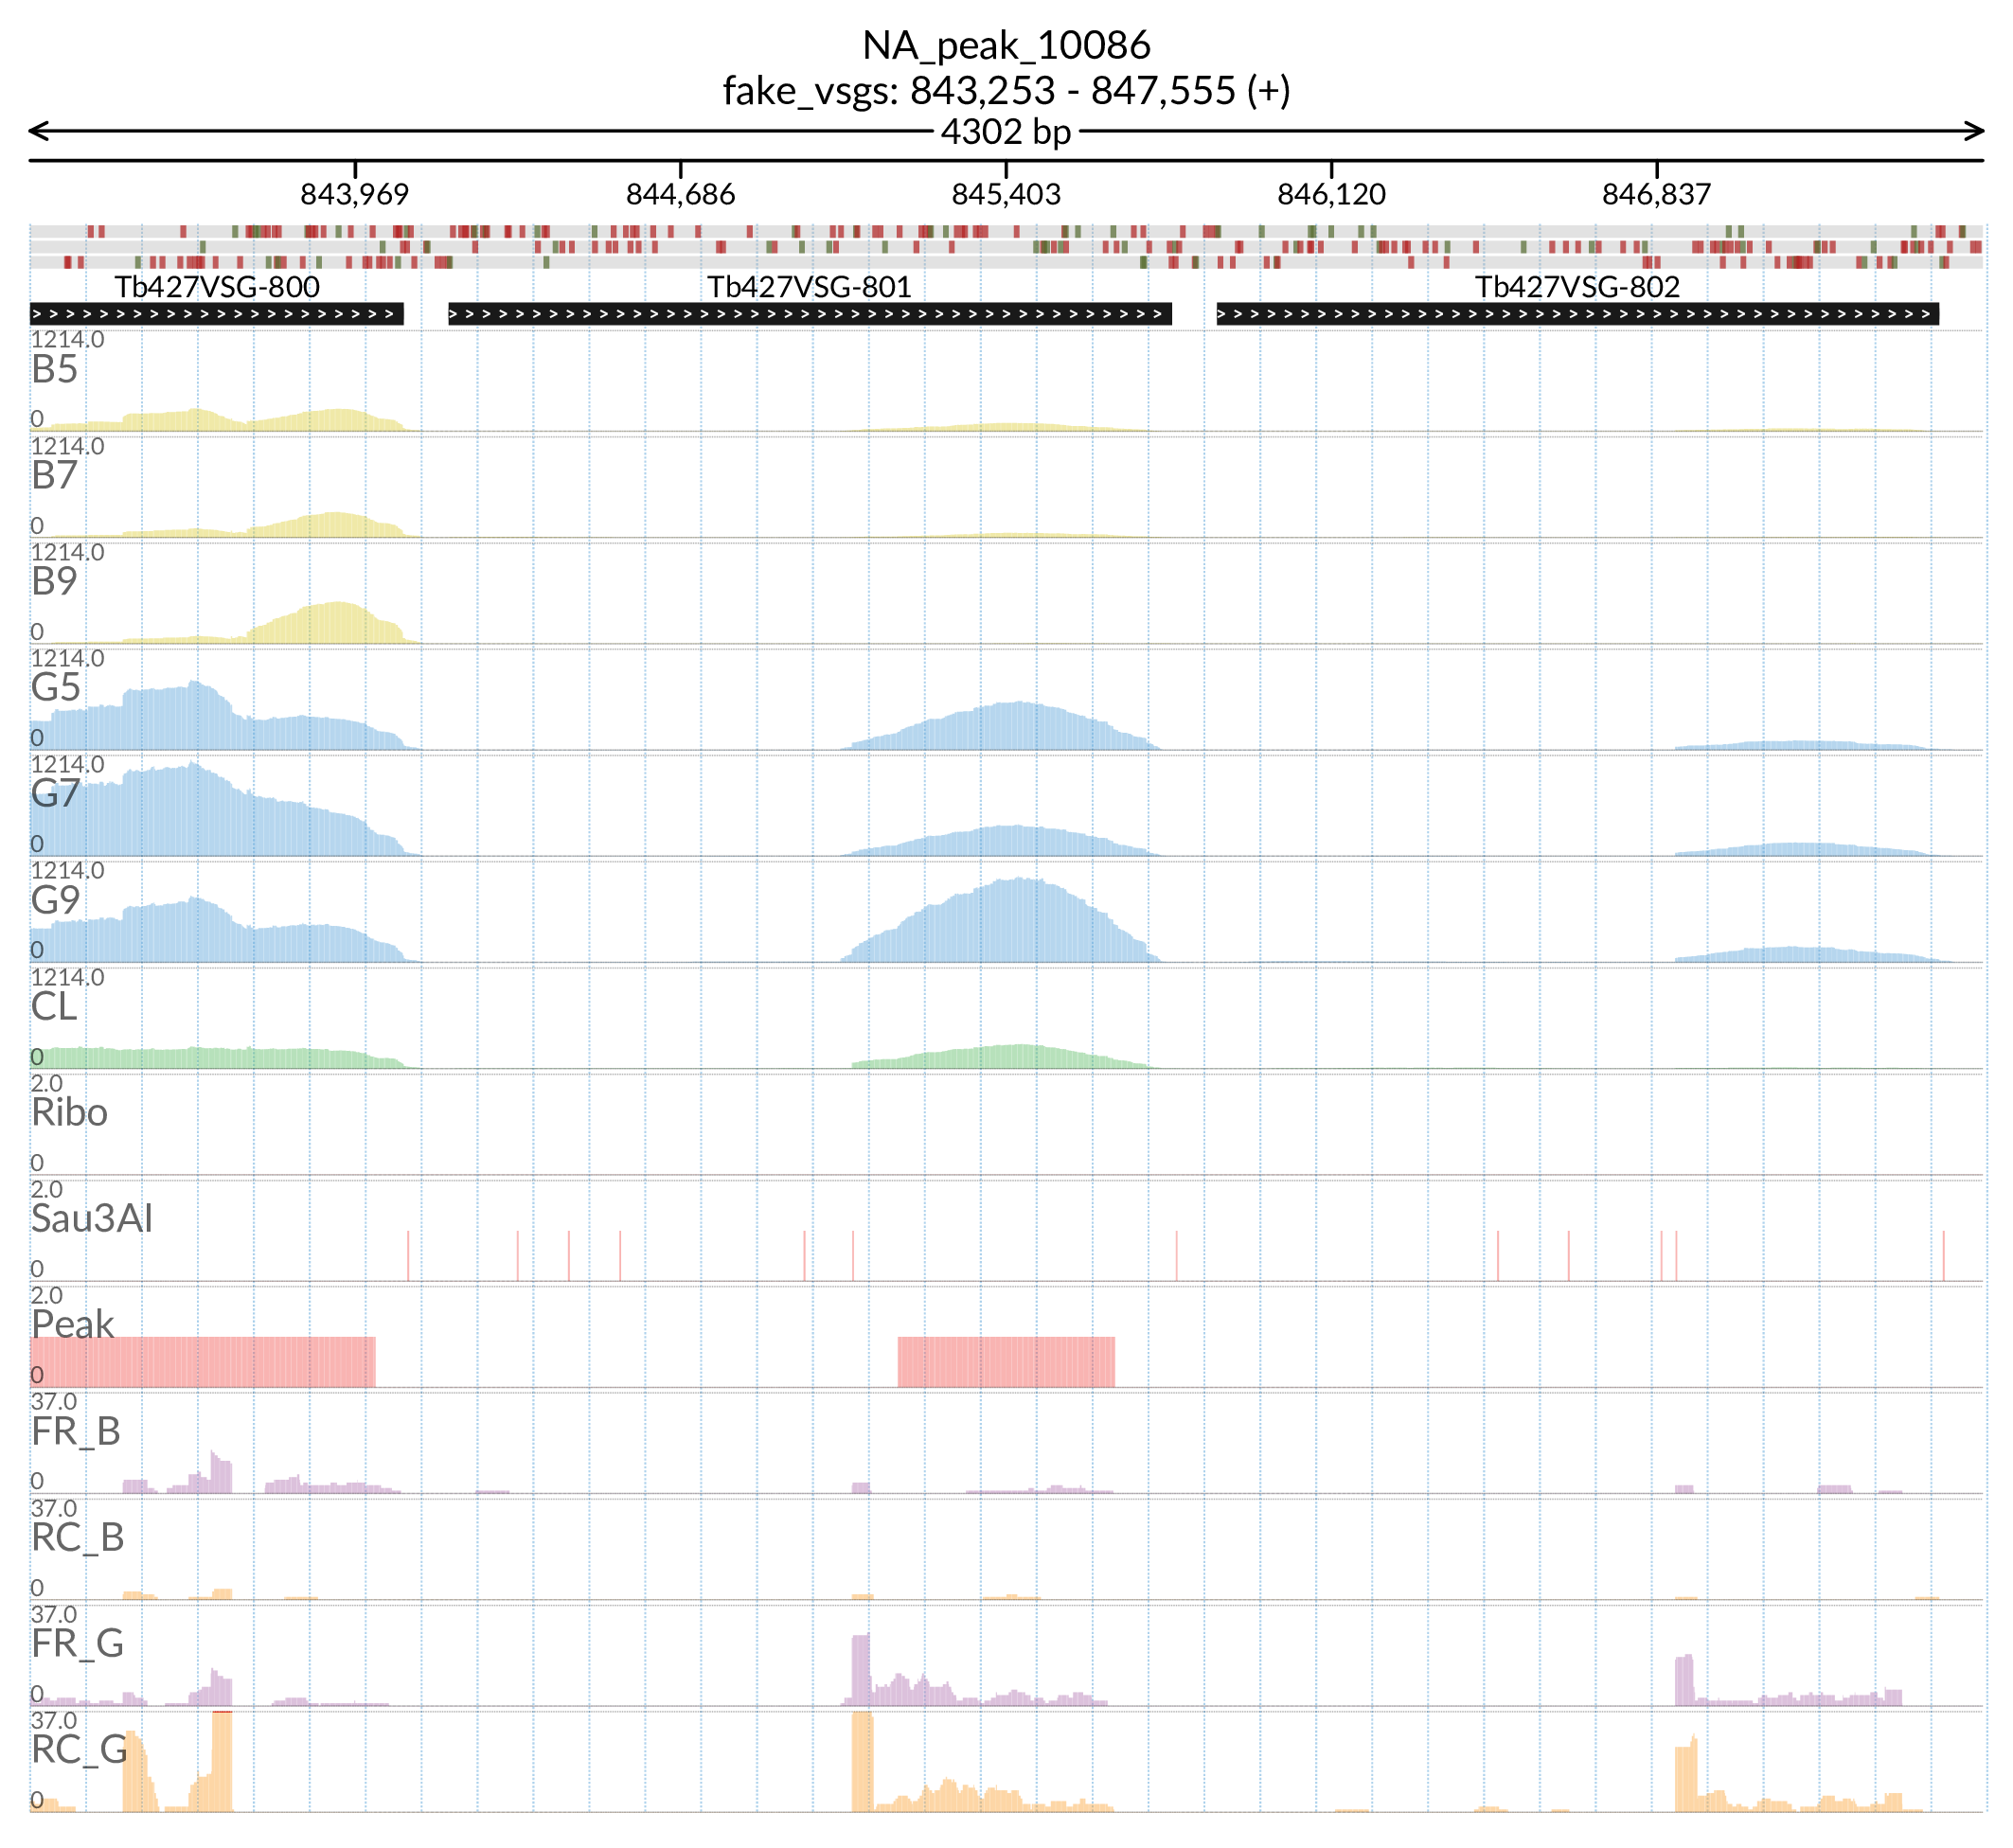 NA_peak_10086
fake_vsgs: 843,253 - 847,555 (+)
4302 bp
843,969 844,686 845,403 846,120 846,837
Tb427VSG-800 Tb427VSG-801 Tb427VSG-802
1214.0
B5
0
1214.0
B7
0
1214.0
B9
0
1214.0
G5
0
1214.0
G7
0
1214.0
G9
0
1214.0
CL
0
2.0
Ribo
0
2.0
Sau3AI
0
2.0
Peak
0
37.0
FR_B
0
37.0
RC_B
0
37.0
FR_G
0
37.0
RC_G
0